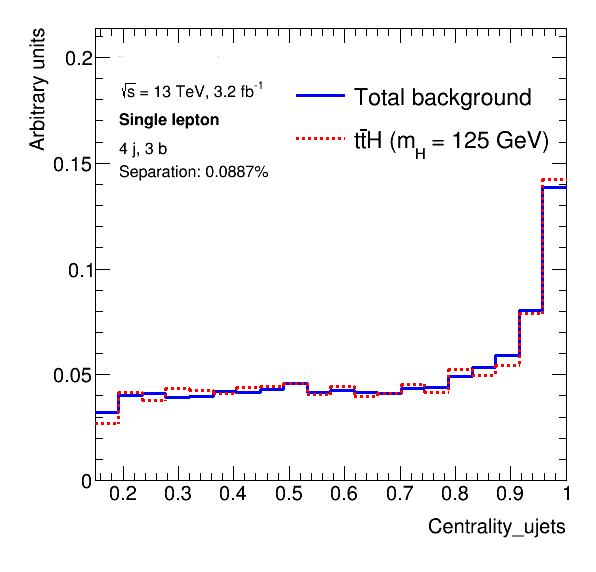 Arbitrary units
0.2
0.15
0.1
0.05
0
√s = 13 TeV, 3.2 fb⁻¹
Single lepton
4 j, 3 b
Separation: 0.0887%
Total background
tt̄H (m_H = 125 GeV)
0.2 0.3 0.4 0.5 0.6 0.7 0.8 0.9 1
Centrality_ujets